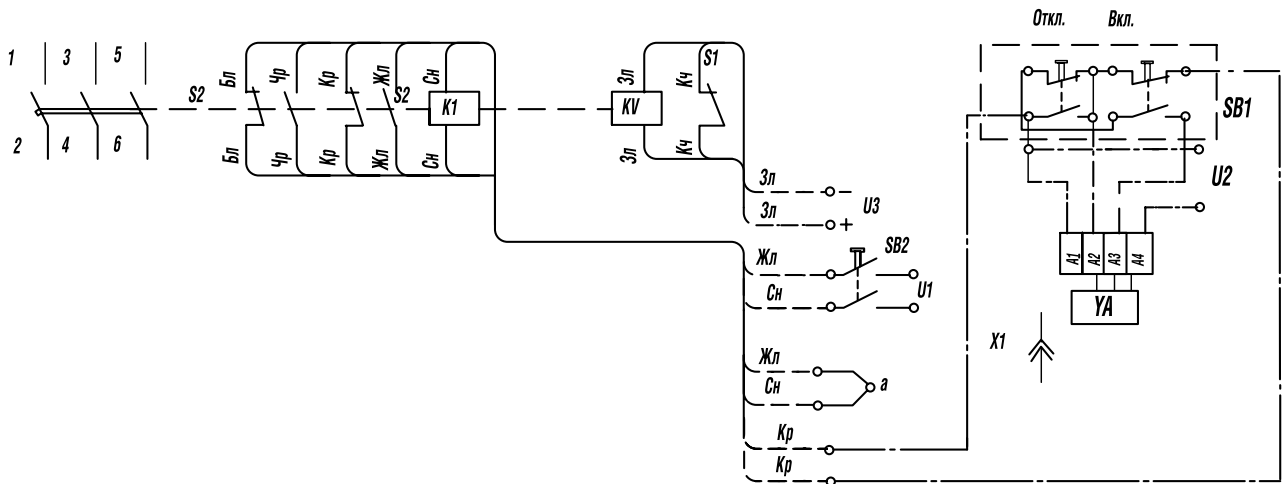 Откл. Вкл.
1 3 5
S2 Бл Чр Кр Жл S2 Сн
K1
Зл KV S1 Кч
SB1
2 4 6
Бл Чр Кр Жл Сн
Зл Кч
Зл –
U3
Зл +
U2
Жл SB2
Сн U1
A1 A2 A3 A4
YA
X1
Жл
Сн а
Кр
Кр